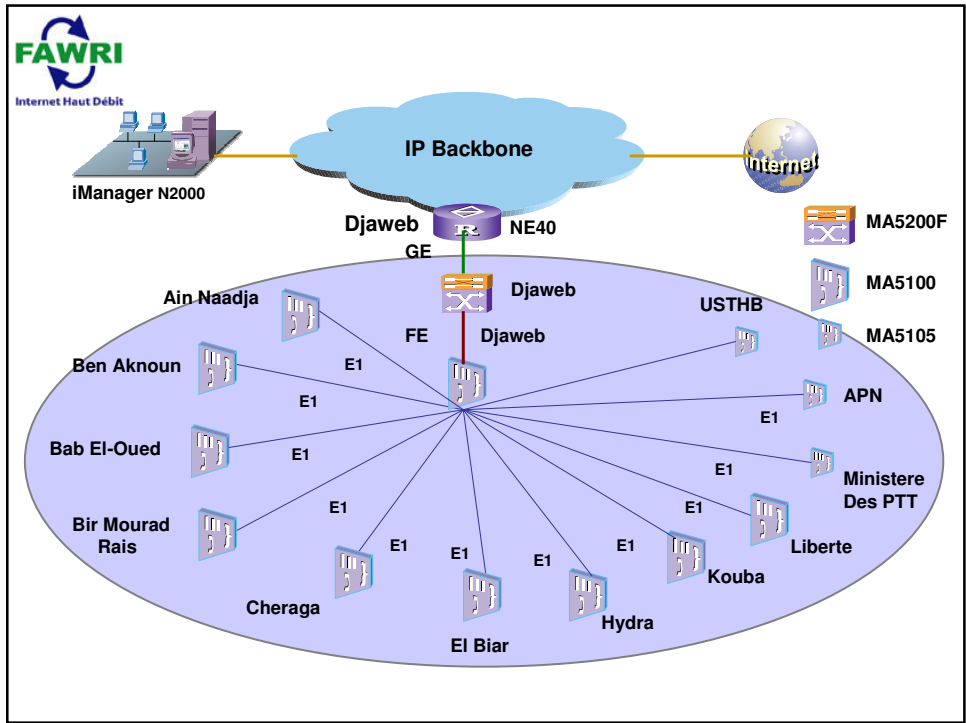 FAWRI
Internet Haut Débit
IP Backbone
Internet
iManager N2000
Djaweb
NE40
MA5200F
GE
Djaweb
MA5100
Ain Naadja
USTHB
FE
Djaweb
MA5105
Ben Aknoun
E1
APN
E1
E1
Bab El-Oued
E1
E1
Ministere
Des PTT
Bir Mourad
Rais
E1
E1
E1
E1
E1
Liberte
Kouba
Cheraga
Hydra
El Biar
R